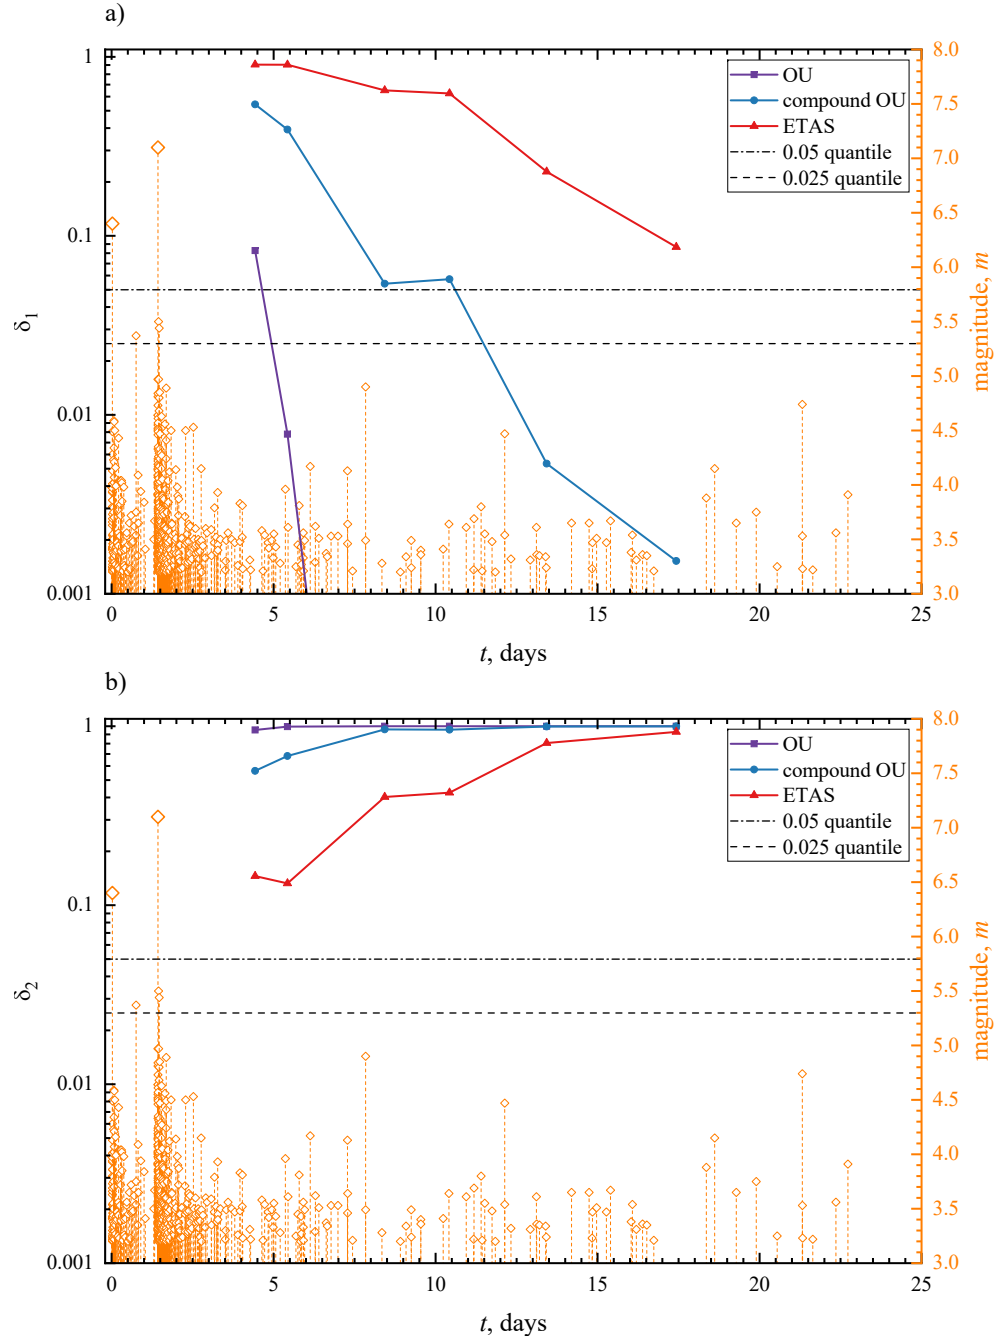 a)
1
0.1
0.01
0.001
δ1
8.0
7.5
7.0
6.5
6.0
5.5
5.0
4.5
4.0
3.5
3.0
magnitude, m
OU
compound OU
ETAS
0.05 quantile
0.025 quantile
0 5 10 15 20 25
t, days
b)
1
0.1
0.01
0.001
δ2
8.0
7.5
7.0
6.5
6.0
5.5
5.0
4.5
4.0
3.5
3.0
magnitude, m
OU
compound OU
ETAS
0.05 quantile
0.025 quantile
0 5 10 15 20 25
t, days